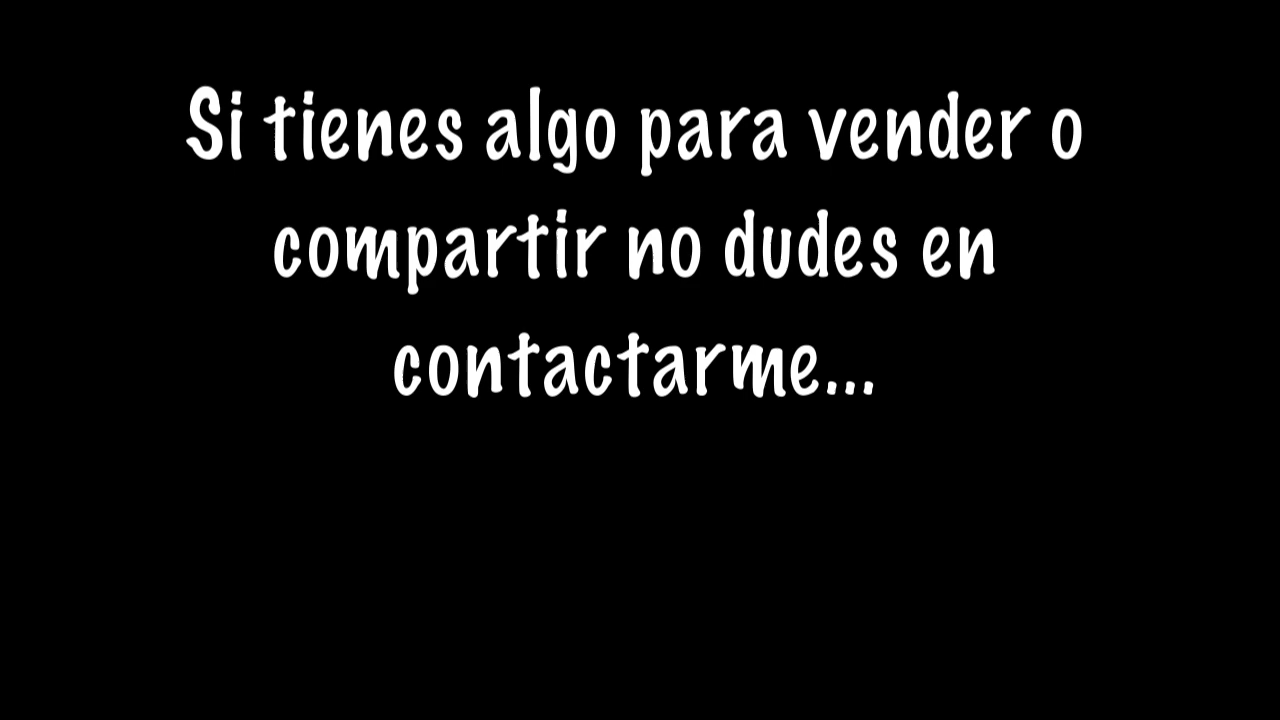 Si tienes algo para vender o
compartir no dudes en
contactarme...